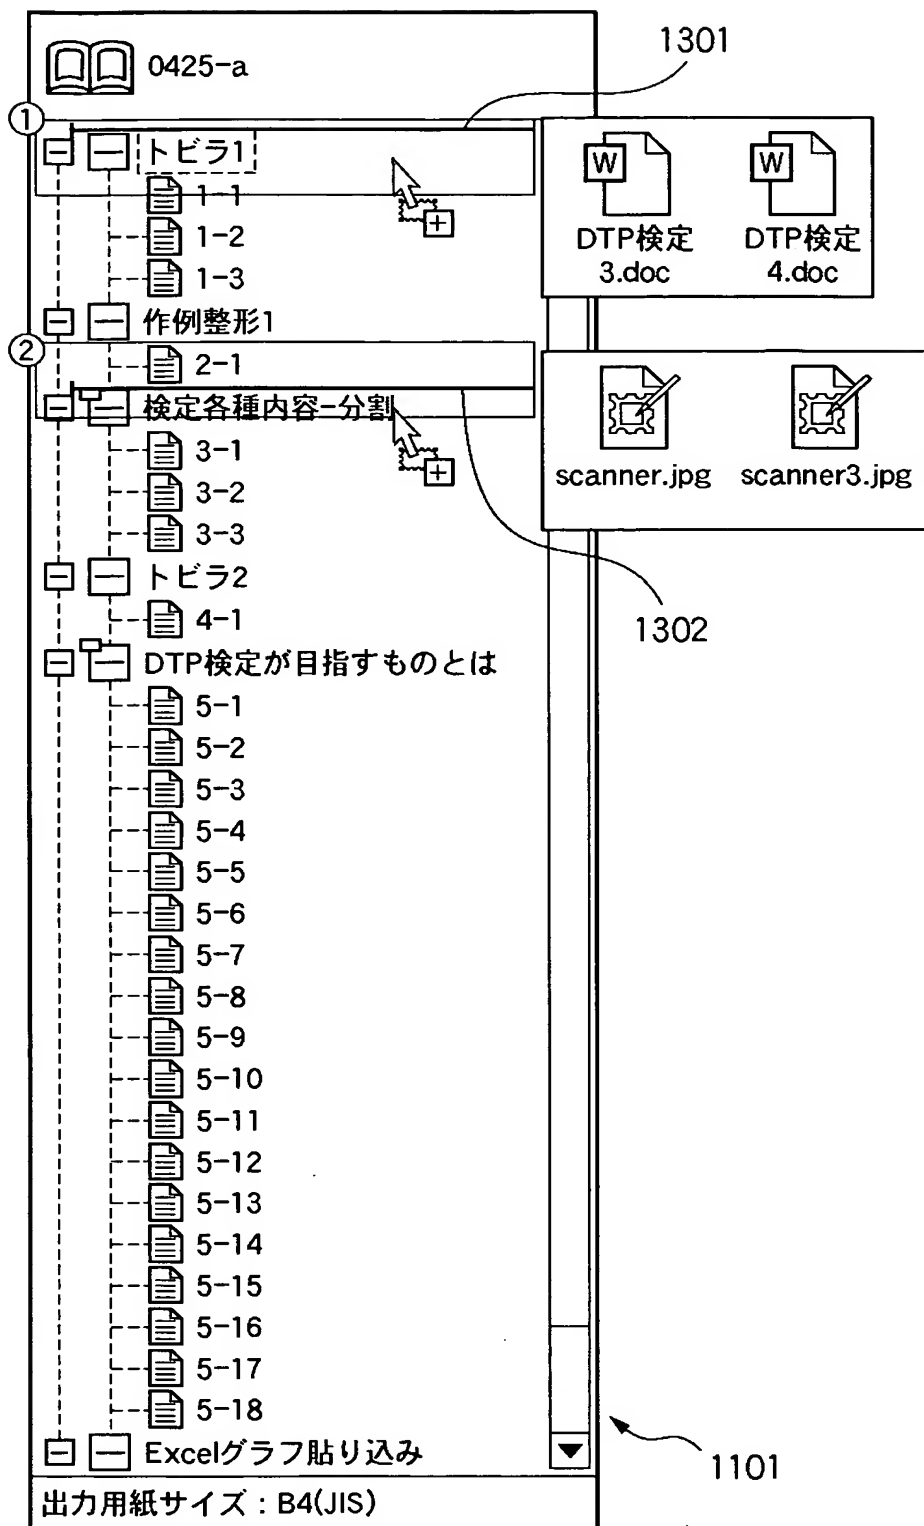 0425-a
1301
①
トビラ1
1-1
1-2
1-3
作例整形1
W
W
DTP検定
3.doc
DTP検定
4.doc
②
2-1
検定各種内容-分割
3-1
3-2
3-3
scanner.jpg
scanner3.jpg
トビラ2
4-1
1302
DTP検定が目指すものとは
5-1
5-2
5-3
5-4
5-5
5-6
5-7
5-8
5-9
5-10
5-11
5-12
5-13
5-14
5-15
5-16
5-17
5-18
Excelグラフ貼り込み
1101
出力用紙サイズ：B4(JIS)